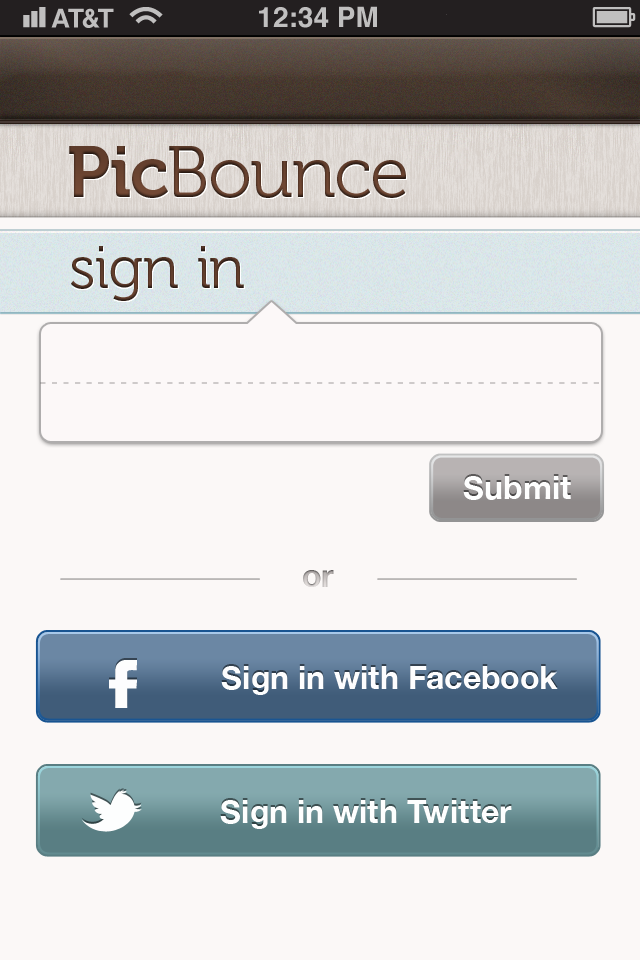 AT&T 12:34 PM
PicBounce
sign in
Submit
or
Sign in with Facebook
Sign in with Twitter